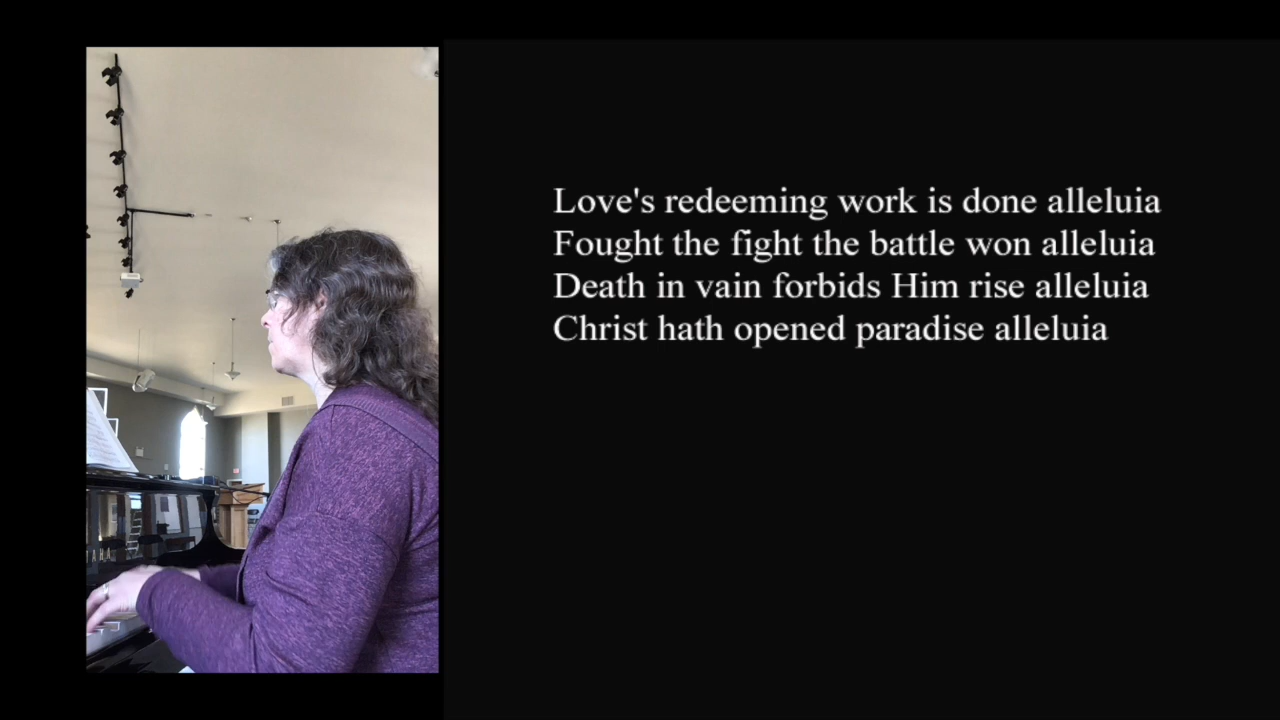 Love's redeeming work is done alleluia
Fought the fight the battle won alleluia
Death in vain forbids Him rise alleluia
Christ hath opened paradise alleluia